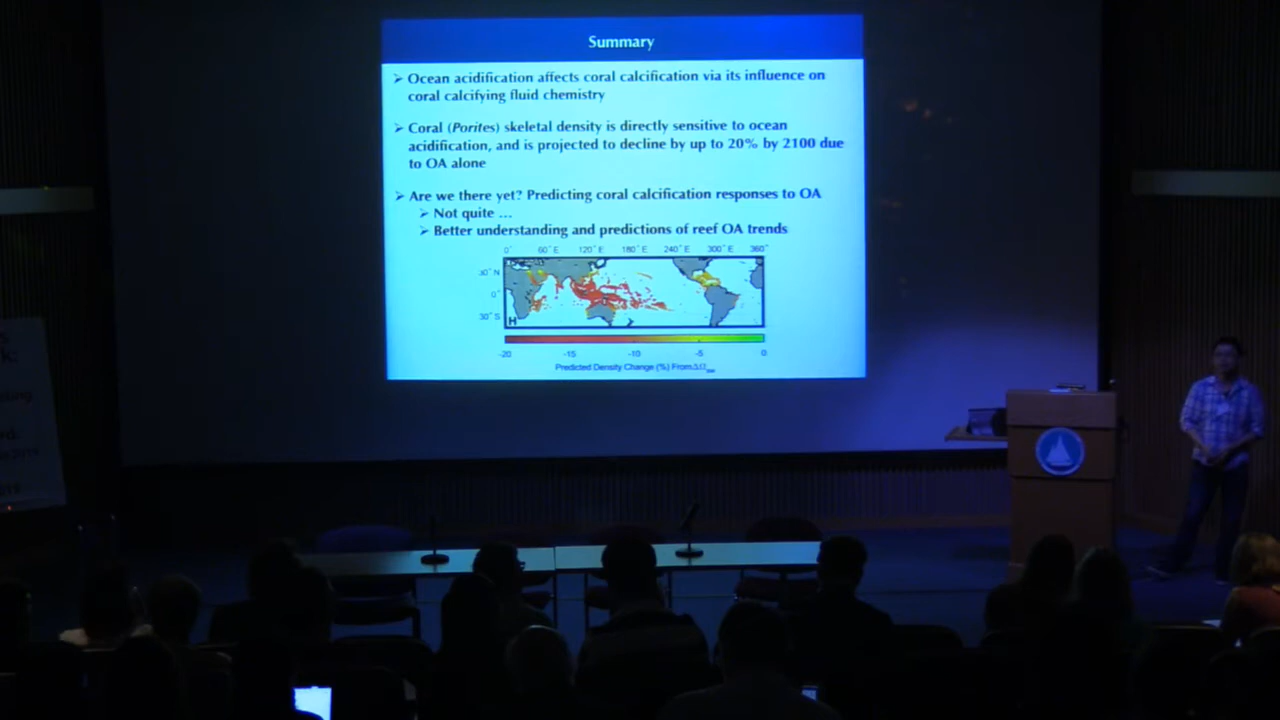 Summary
➢ Ocean acidification affects coral calcification via its influence on
coral calcifying fluid chemistry
➢ Coral (Porites) skeletal density is directly sensitive to ocean
acidification, and is projected to decline by up to 20% by 2100 due
to OA alone
➢ Are we there yet? Predicting coral calcification responses to OA
➢ Not quite ...
➢ Better understanding and predictions of reef OA trends
0° 60°E 120°E 180°E 240°E 300°E 360°
30°N
0°
30°S
H
-20 -15 -10 -5 0
Predicted Density Change (%) From ΔΩ